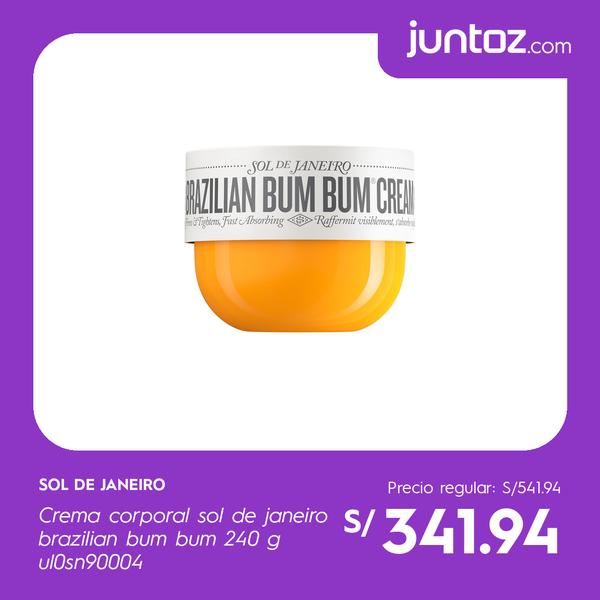 juntoz.com
SOL DE JANEIRO
BRAZILIAN BUM BUM® CREAM
& Tightens, Fast Absorbing Raffermit visiblement,
SOL DE JANEIRO
Precio regular: S/541.94
Crema corporal sol de janeiro
brazilian bum bum 240 g
ul0sn90004
S/ 341.94